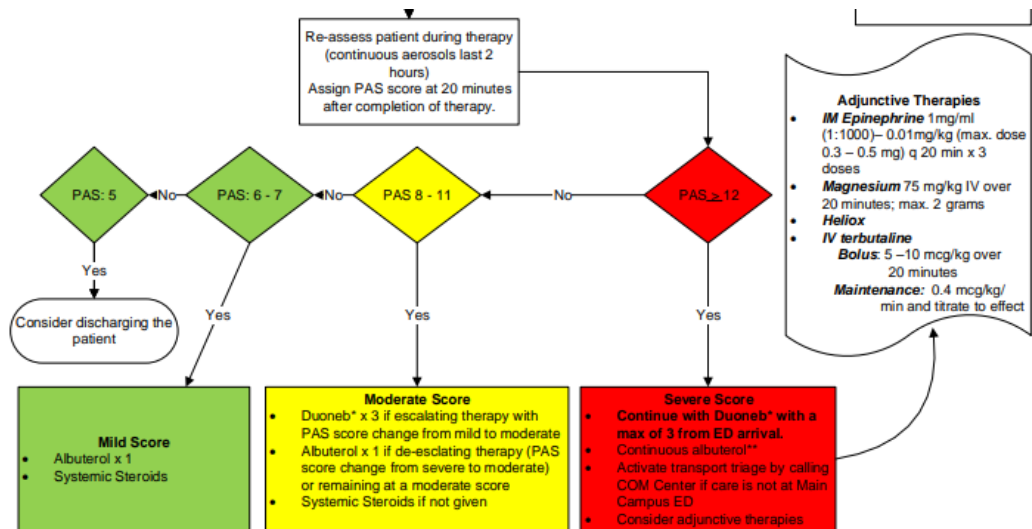 Re-assess patient during therapy
(continuous aerosols last 2
hours)
Assign PAS score at 20 minutes
after completion of therapy.
Adjunctive Therapies
• IM Epinephrine 1mg/ml
(1:1000)– 0.01mg/kg (max. dose
0.3 – 0.5 mg) q 20 min x 3
doses
• Magnesium 75 mg/kg IV over
20 minutes; max. 2 grams
• Heliox
• IV terbutaline
Bolus: 5 –10 mcg/kg over
20 minutes
Maintenance: 0.4 mcg/kg/
min and titrate to effect
PAS: 5
No
PAS: 6 - 7
No
PAS 8 - 11
No
PAS > 12
Yes
Yes
Yes
Yes
Consider discharging the
patient
Mild Score
• Albuterol x 1
• Systemic Steroids
Moderate Score
• Duoneb* x 3 if escalating therapy with
PAS score change from mild to moderate
• Albuterol x 1 if de-esclating therapy (PAS
score change from severe to moderate)
or remaining at a moderate score
• Systemic Steroids if not given
Severe Score
• Continue with Duoneb* with a
max of 3 from ED arrival.
• Continuous albuterol**
• Activate transport triage by calling
COM Center if care is not at Main
Campus ED
• Consider adjunctive therapies